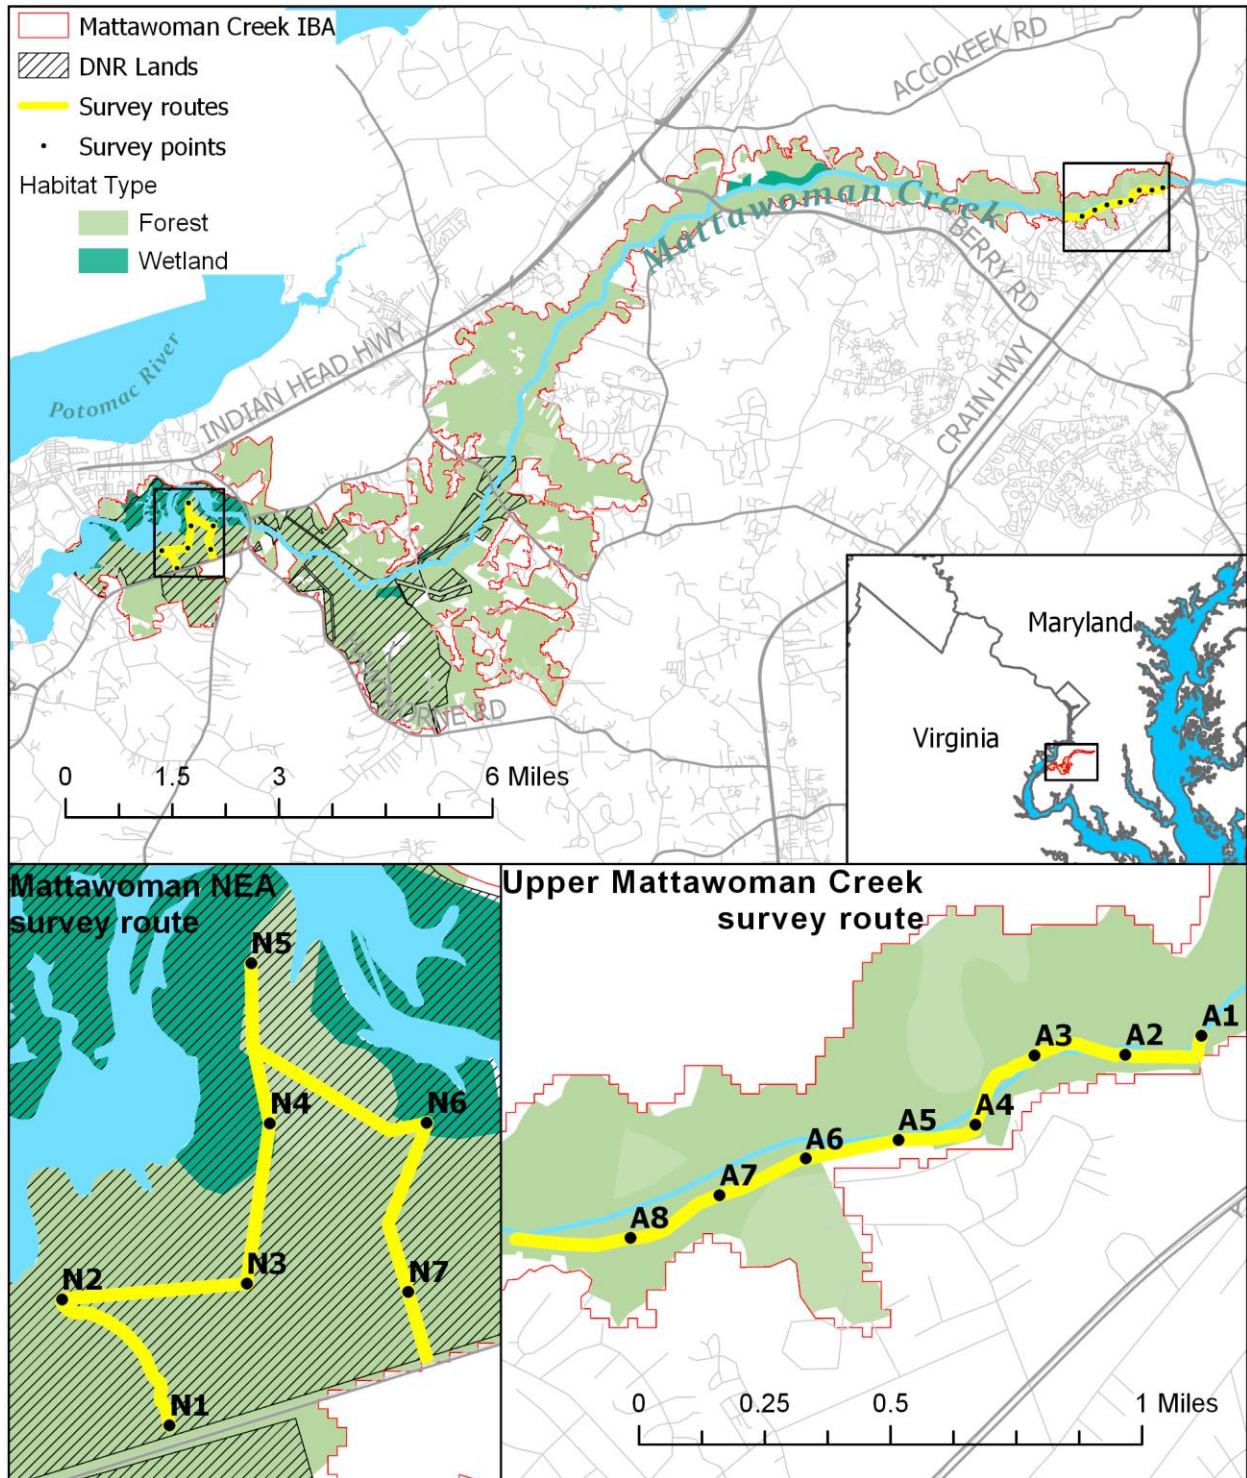 Mattawoman Creek IBA
DNR Lands
Survey routes
Survey points
Habitat Type
Forest
Wetland
ACCOKEEK RD
Mattawoman Creek
BERRY RD
CRAIN HWY
INDIAN HEAD HWY
Potomac River
RD
0 1.5 3 6 Miles
Maryland
Virginia
Mattawoman NEA
survey route
N5
N4
N6
N2
N3
N7
N1
Upper Mattawoman Creek
survey route
A1
A2
A3
A4
A5
A6
A7
A8
0 0.25 0.5 1 Miles